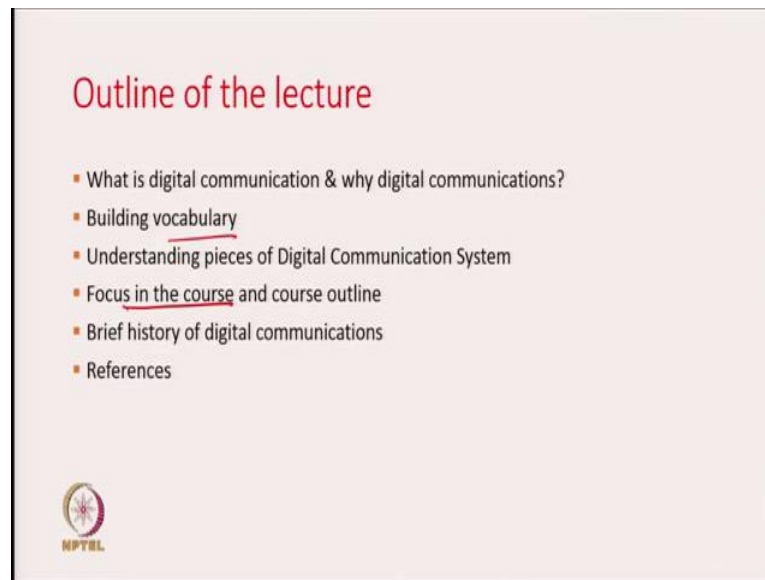 Outline of the lecture
▪ What is digital communication & why digital communications?
▪ Building vocabulary
▪ Understanding pieces of Digital Communication System
▪ Focus in the course and course outline
▪ Brief history of digital communications
▪ References
NPTEL